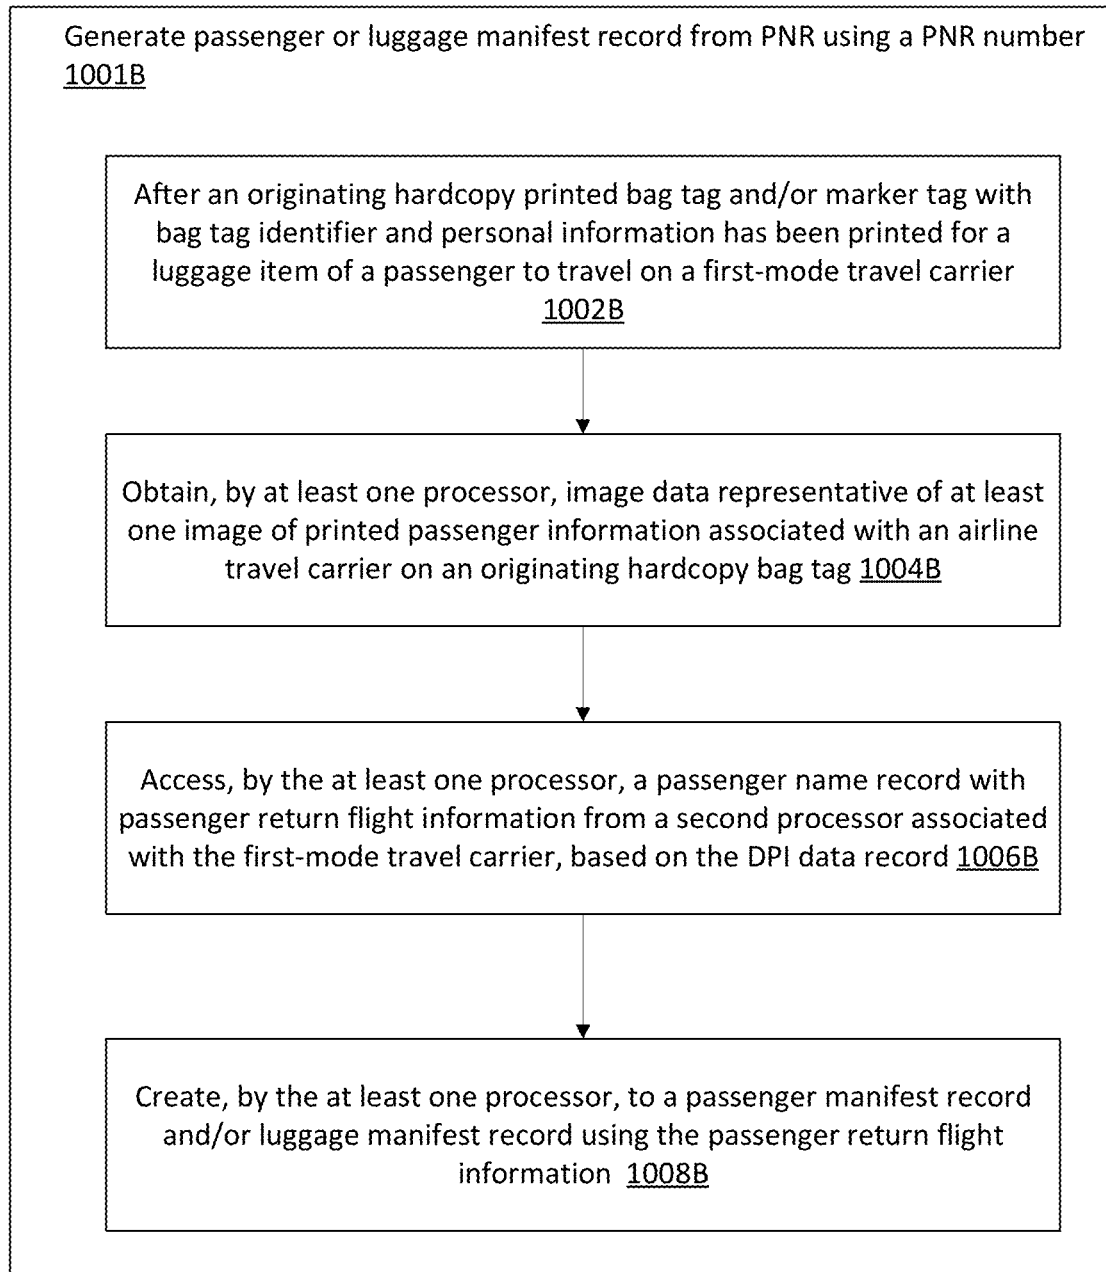 Generate passenger or luggage manifest record from PNR using a PNR number
1001B
After an originating hardcopy printed bag tag and/or marker tag with
bag tag identifier and personal information has been printed for a
luggage item of a passenger to travel on a first-mode travel carrier
1002B
Obtain, by at least one processor, image data representative of at least
one image of printed passenger information associated with an airline
travel carrier on an originating hardcopy bag tag 1004B
Access, by the at least one processor, a passenger name record with
passenger return flight information from a second processor associated
with the first-mode travel carrier, based on the DPI data record 1006B
Create, by the at least one processor, to a passenger manifest record
and/or luggage manifest record using the passenger return flight
information 1008B